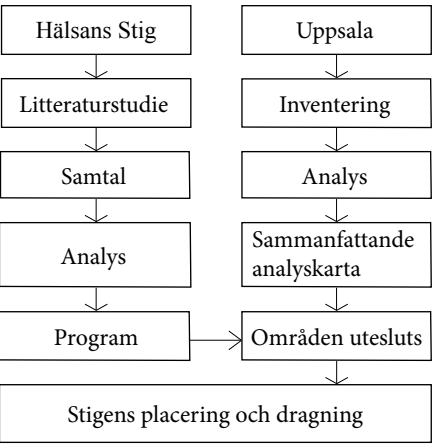 Hälsans Stig
Uppsala
Litteraturstudie
Inventering
Samtal
Analys
Analys
Sammanfattande
analyskarta
Program
Områden utesluts
Stigens placering och dragning